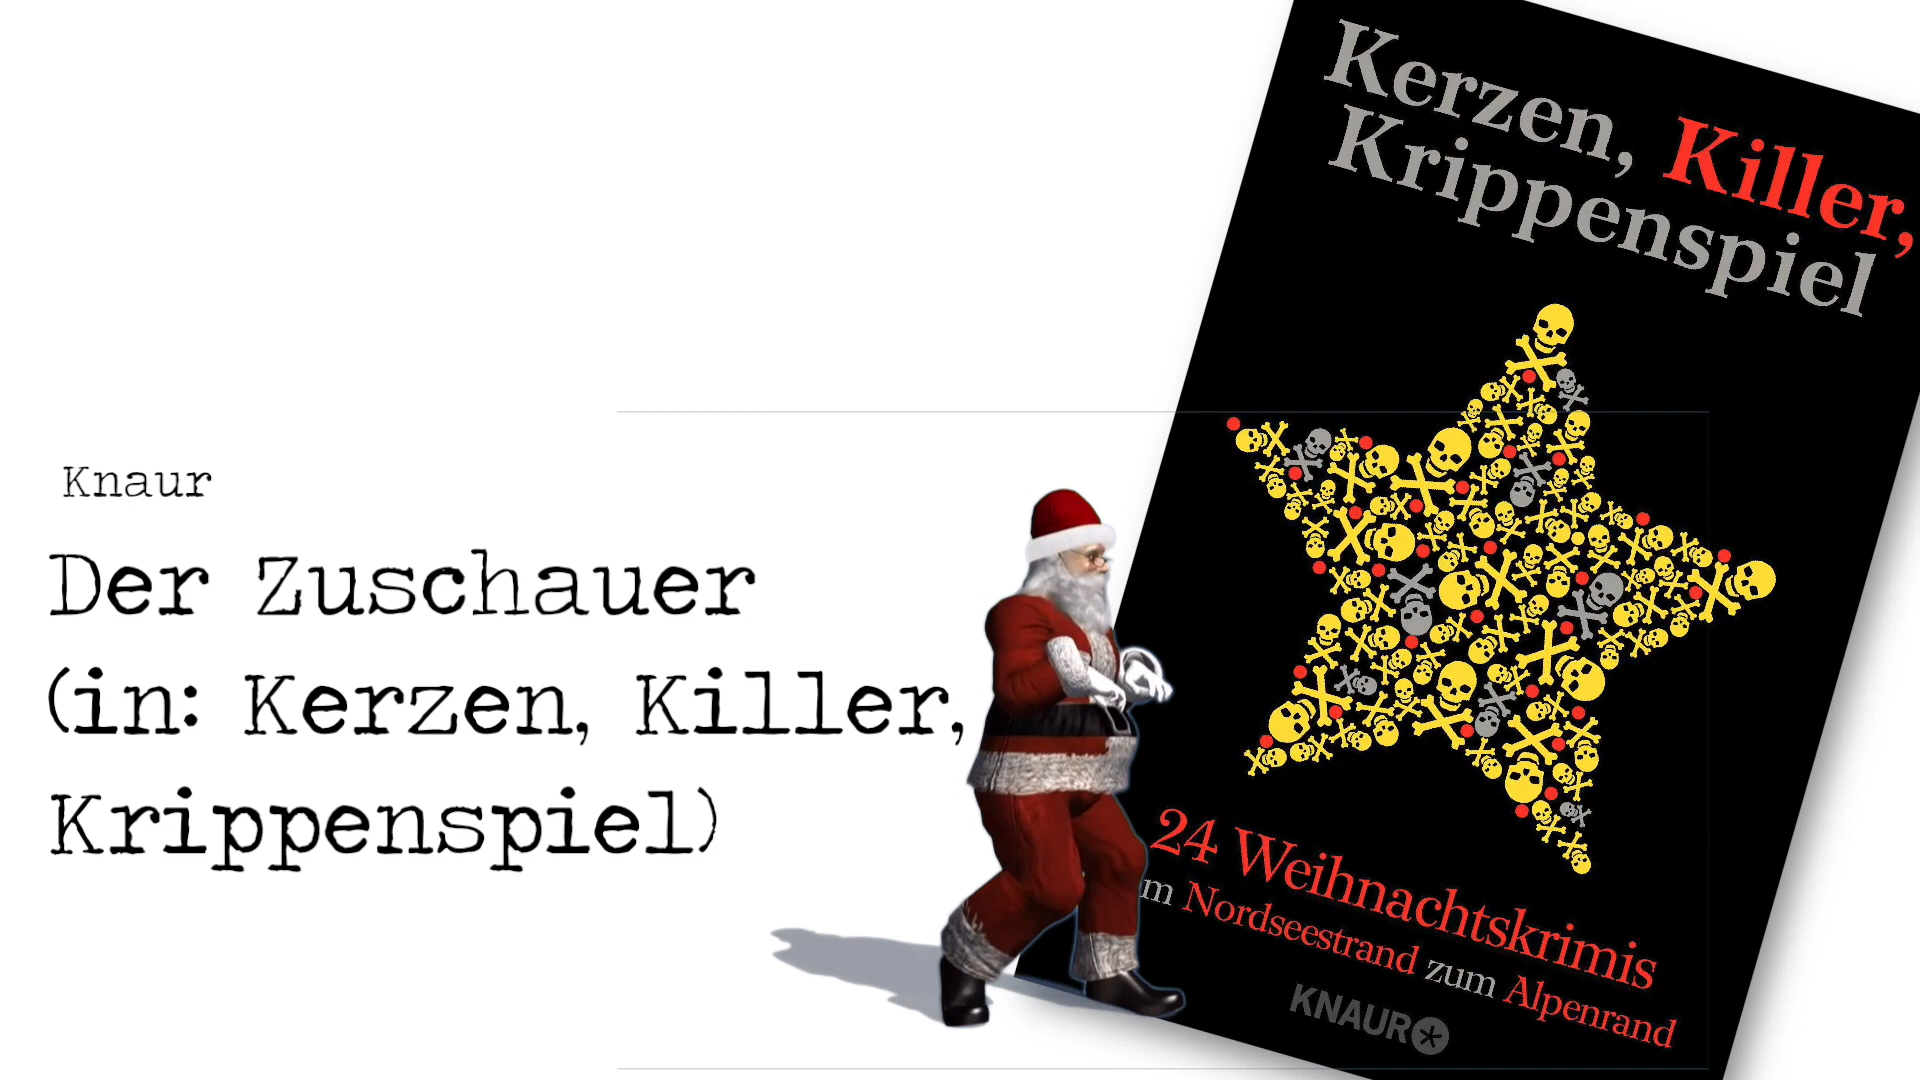 Knaur
Der Zuschauer
(in: Kerzen, Killer,
Krippenspiel)
Kerzen, Killer,
Krippenspiel
24 Weihnachtskrimis
Nordseestrand zum Alpenrand
KNAUR